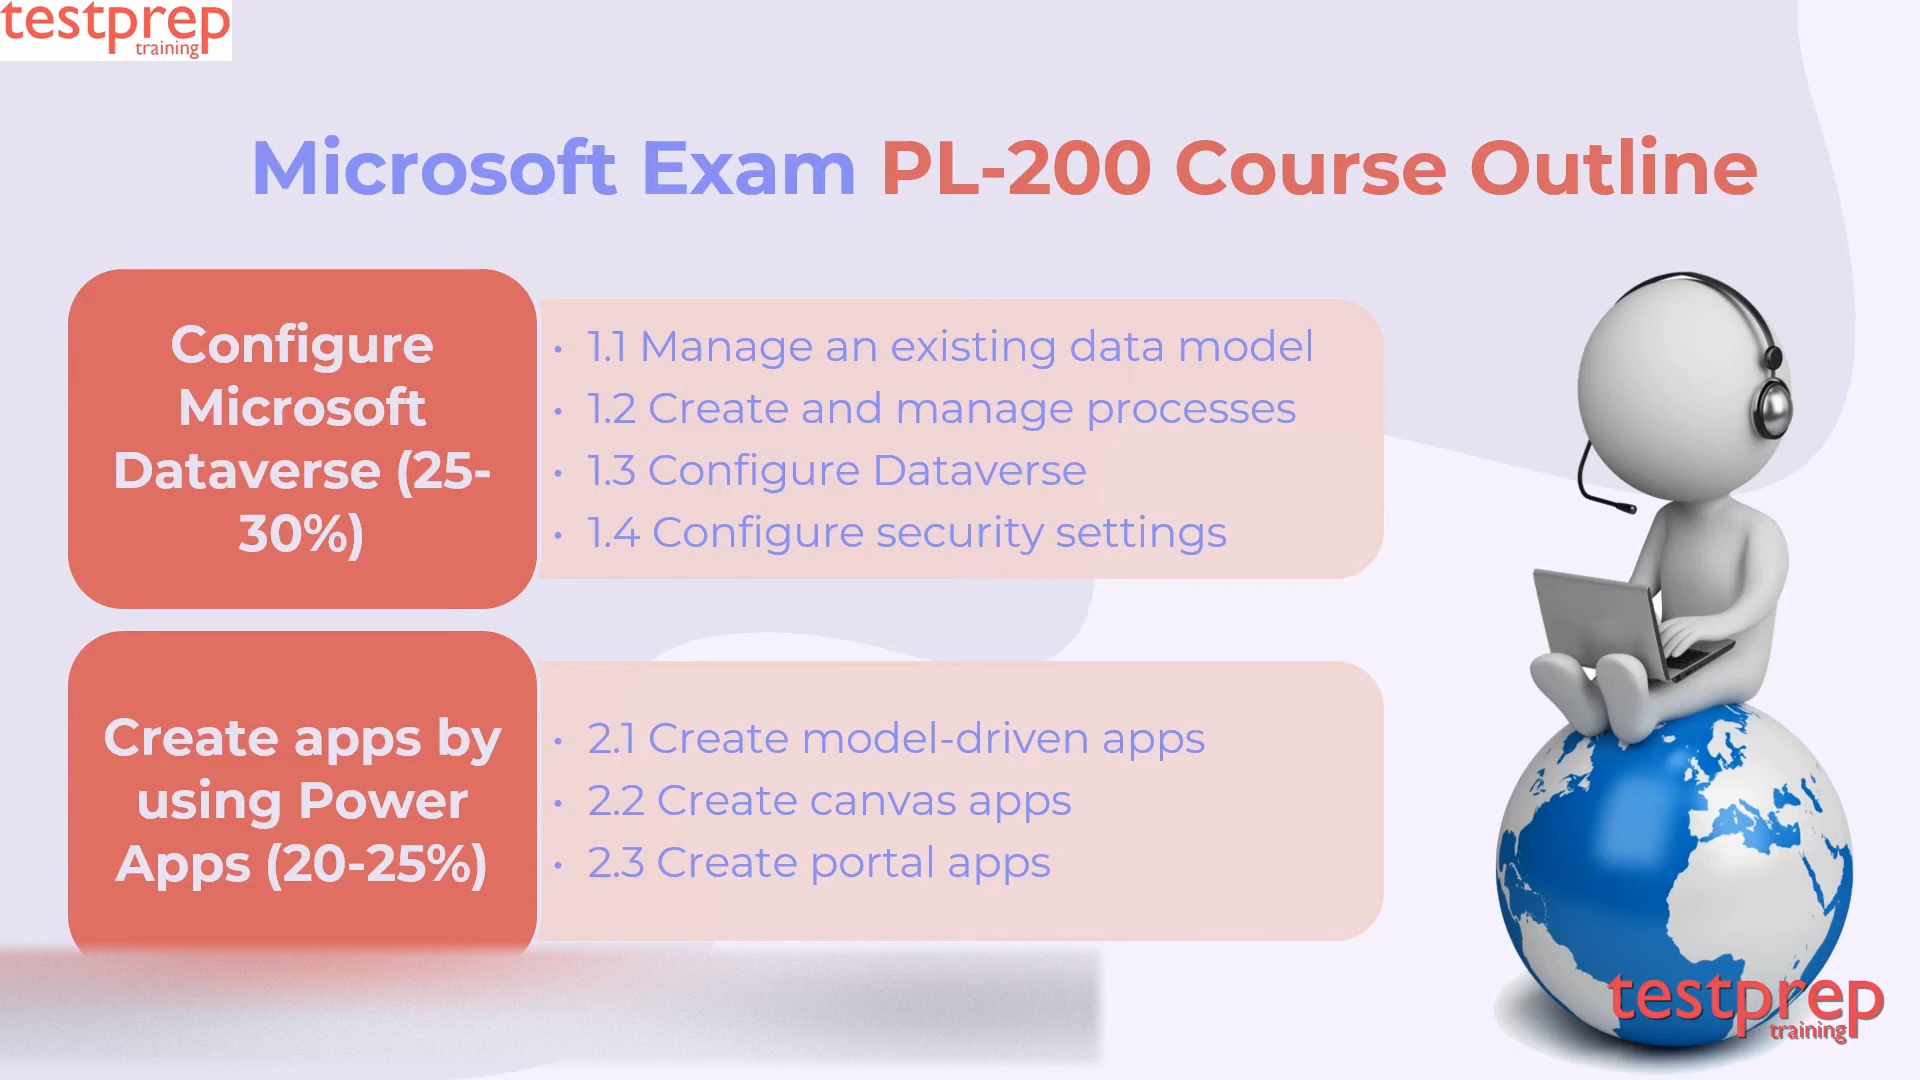 testprep
training
Microsoft Exam PL-200 Course Outline
Configure
Microsoft
Dataverse (25-
30%)
• 1.1 Manage an existing data model
• 1.2 Create and manage processes
• 1.3 Configure Dataverse
• 1.4 Configure security settings
Create apps by
using Power
Apps (20-25%)
• 2.1 Create model-driven apps
• 2.2 Create canvas apps
• 2.3 Create portal apps
testprep
training